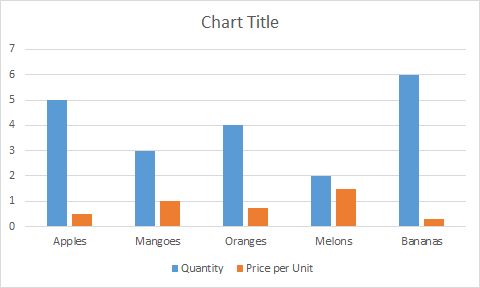 Chart Title
7
6
5
4
3
2
1
0
Apples Mangoes Oranges Melons Bananas
Quantity Price per Unit